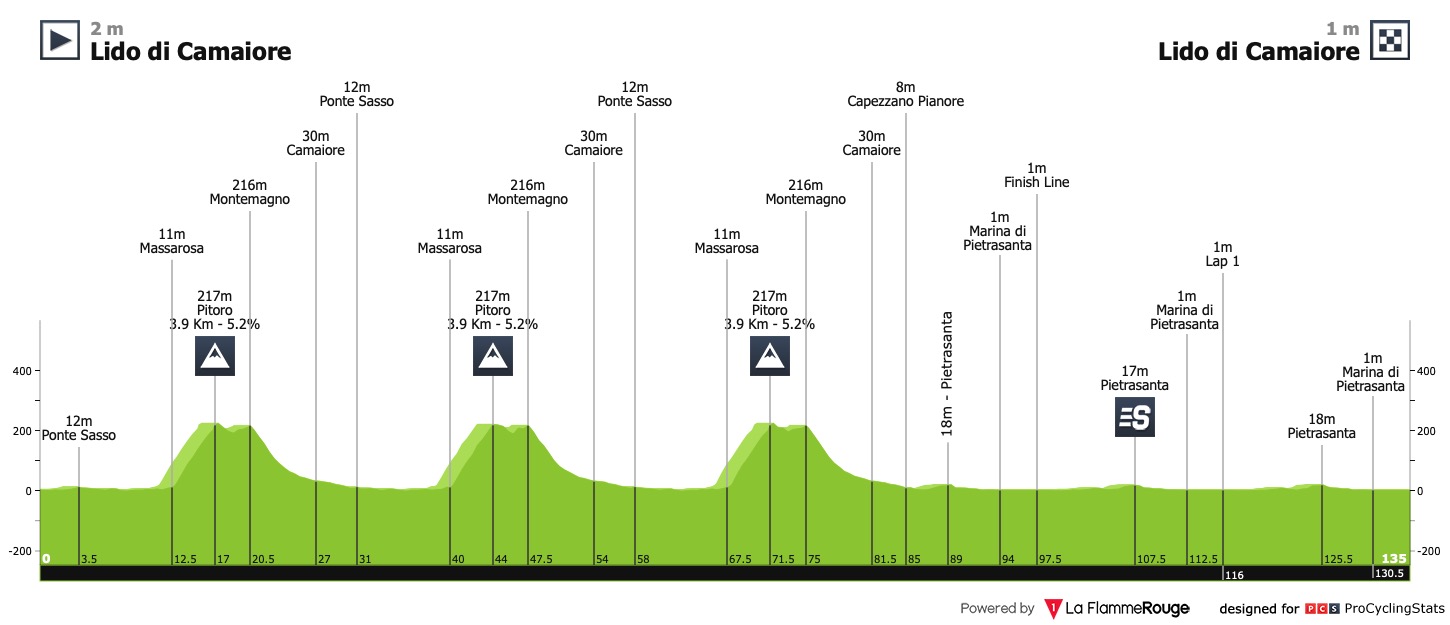 2 m
Lido di Camaiore
1 m
Lido di Camaiore
12m
Ponte Sasso
12m
Ponte Sasso
8m
Capezzano Pianore
30m
Camaiore
30m
Camaiore
30m
Camaiore
1m
Finish Line
216m
Montemagno
216m
Montemagno
216m
Montemagno
1m
Marina di
Pietrasanta
11m
Massarosa
11m
Massarosa
11m
Massarosa
1m
Lap 1
217m
Pitoro
3.9 Km - 5.2%
217m
Pitoro
3.9 Km - 5.2%
217m
Pitoro
3.9 Km - 5.2%
1m
Marina di
Pietrasanta
18m - Pietrasanta
17m
Pietrasanta
S
1m
Marina di
Pietrasanta
12m
Ponte Sasso
18m
Pietrasanta
400
200
0
-200
400
200
0
-200
0 3.5 12.5 17 20.5 27 31 40 44 47.5 54 58 67.5 71.5 75 81.5 85 89 94 97.5 107.5 112.5 125.5 135
116 130.5
Powered by 1 La FlammeRouge designed for PCS ProCyclingStats